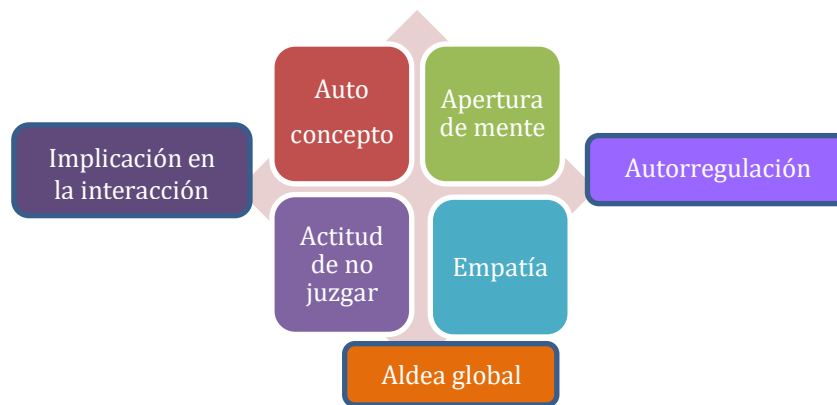 Auto
concepto
Apertura
de mente
Implicación en
la interacción
Autorregulación
Actitud
de no
juzgar
Empatía
Aldea global